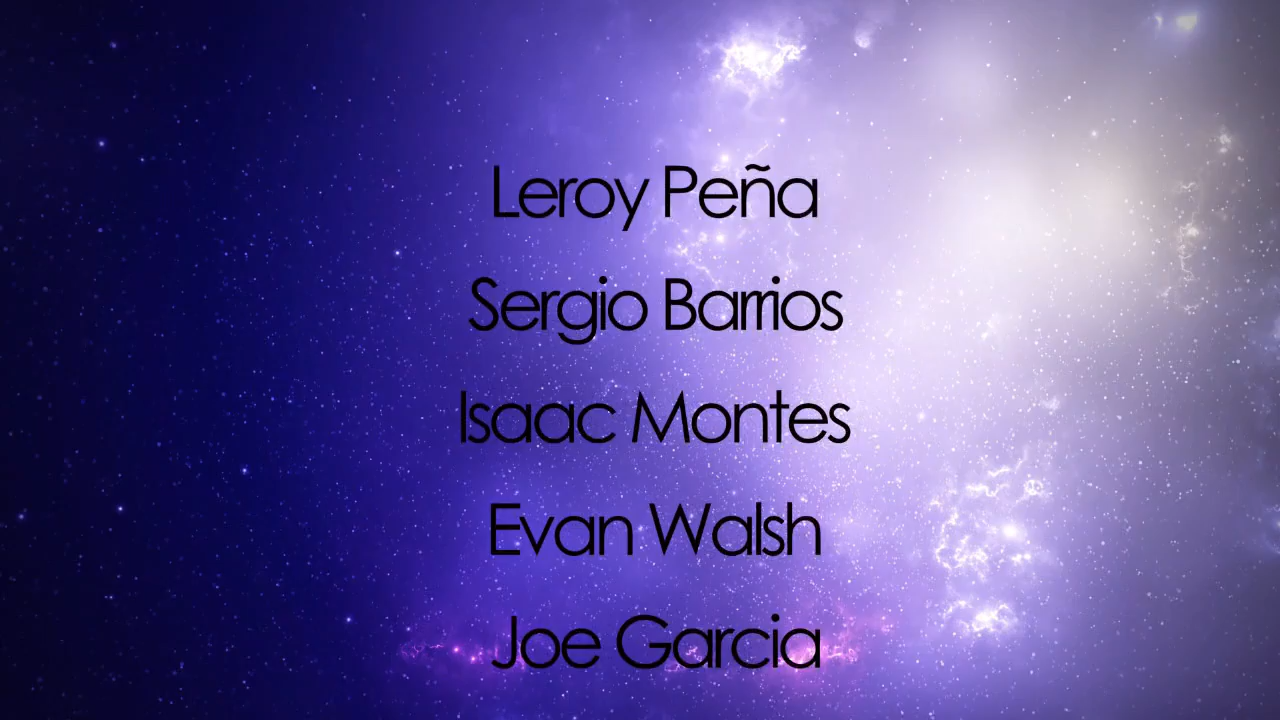 Leroy Peña
Sergio Barrios
Isaac Montes
Evan Walsh
Joe Garcia